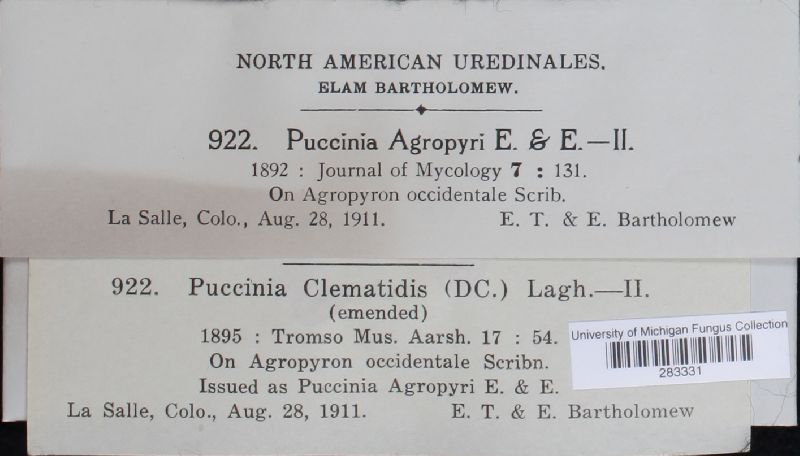 NORTH AMERICAN UREDINALES.
ELAM BARTHOLOMEW.
922. Puccinia Agropyri E. & E.—II.
1892 : Journal of Mycology 7 : 131.
On Agropyron occidentale Scrib.
La Salle, Colo., Aug. 28, 1911. E. T. & E. Bartholomew
922. Puccinia Clematidis (DC.) Lagh.—II.
(emended)
1895 : Tromso Mus. Aarsh. 17 : 54.
On Agropyron occidentale Scribn.
Issued as Puccinia Agropyri E. & E.
La Salle, Colo., Aug. 28, 1911. E. T. & E. Bartholomew
University of Michigan Fungus Collection
283331